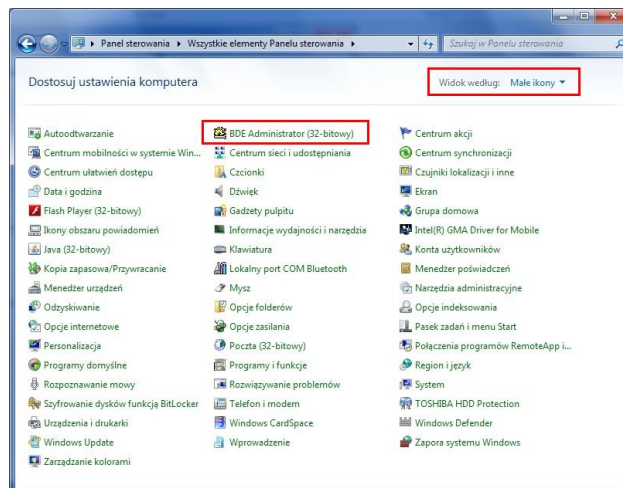 Panel sterowania ▸ Wszystkie elementy Panelu sterowania ▸
Szukaj w Panelu sterowania
Dostosuj ustawienia komputera
Widok według: Małe ikony
Autoodtwarzanie
BDE Administrator (32-bitowy)
Centrum akcji
Centrum mobilności w systemie Win...
Centrum sieci i udostępniania
Centrum synchronizacji
Centrum ułatwień dostępu
Czcionki
Czujniki lokalizacji i inne
Data i godzina
Dźwięk
Ekran
Flash Player (32-bitowy)
Gadżety pulpitu
Grupa domowa
Ikony obszaru powiadomień
Informacje wydajności i narzędzia
Intel(R) GMA Driver for Mobile
Java (32-bitowy)
Klawiatura
Konta użytkowników
Kopia zapasowa/Przywracanie
Lokalny port COM Bluetooth
Menedżer poświadczeń
Menedżer urządzeń
Mysz
Narzędzia administracyjne
Odzyskiwanie
Opcje folderów
Opcje indeksowania
Opcje internetowe
Opcje zasilania
Pasek zadań i menu Start
Personalizacja
Poczta (32-bitowy)
Połączenia programów RemoteApp i...
Programy domyślne
Programy i funkcje
Region i język
Rozpoznawanie mowy
Rozwiązywanie problemów
System
Szyfrowanie dysków funkcją BitLocker
Telefon i modem
TOSHIBA HDD Protection
Urządzenia i drukarki
Windows CardSpace
Windows Defender
Windows Update
Wprowadzenie
Zapora systemu Windows
Zarządzanie kolorami